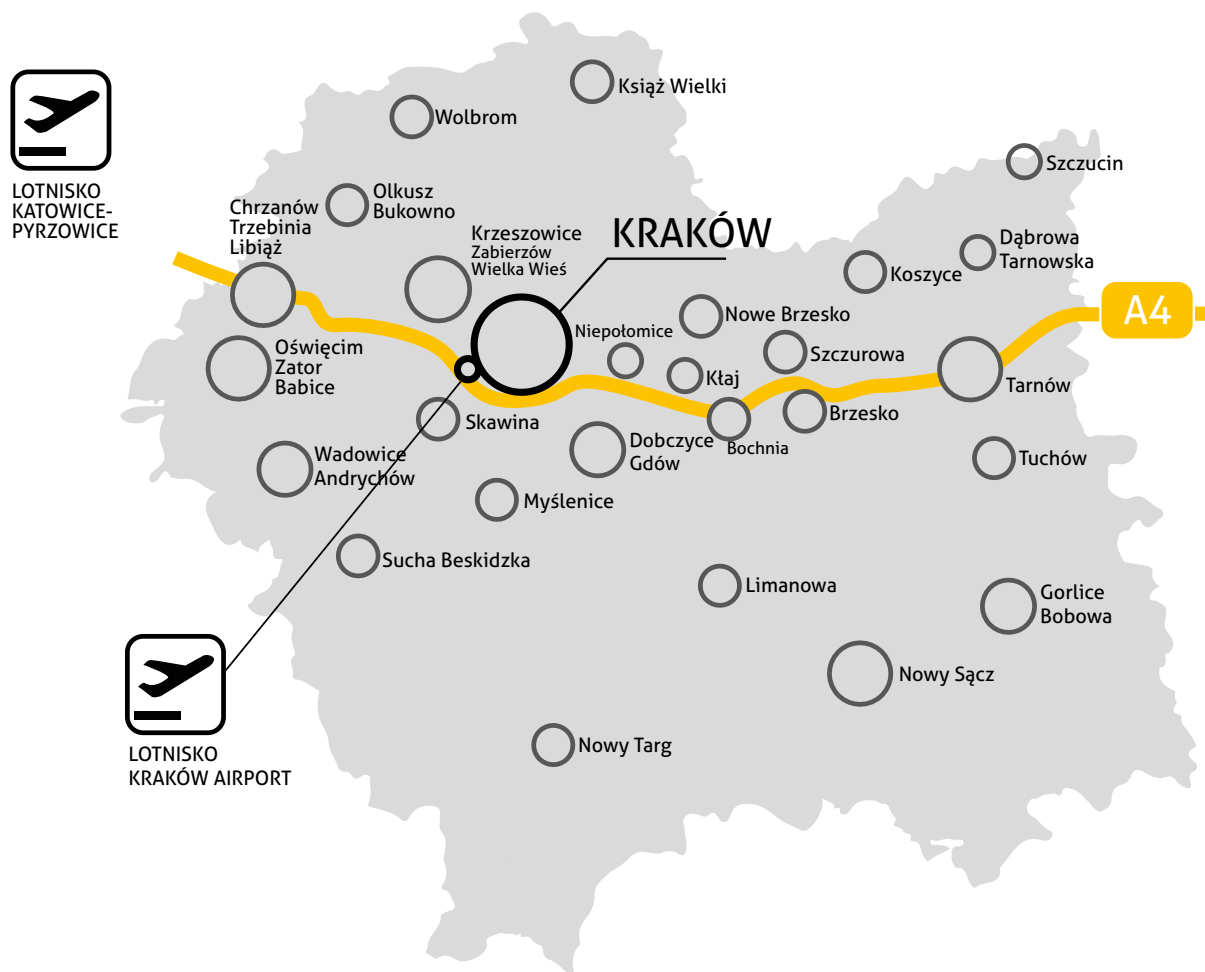 Książ Wielki
Wolbrom
Szczucin
LOTNISKO
KATOWICE-
PYRZOWICE
Olkusz
Bukowno
Chrzanów
Trzebinia
Libiąż
Krzeszowice
Zabierzów
Wielka Wieś
KRAKÓW
Dąbrowa
Tarnowska
Koszyce
A4
Nowe Brzesko
Niepołomice
Szczurowa
Oświęcim
Zator
Babice
Kłaj
Tarnów
Brzesko
Skawina
Bochnia
Dobczyce
Gdów
Wadowice
Andrychów
Tuchów
Myślenice
Sucha Beskidzka
Limanowa
Gorlice
Bobowa
Nowy Sącz
Nowy Targ
LOTNISKO
KRAKÓW AIRPORT